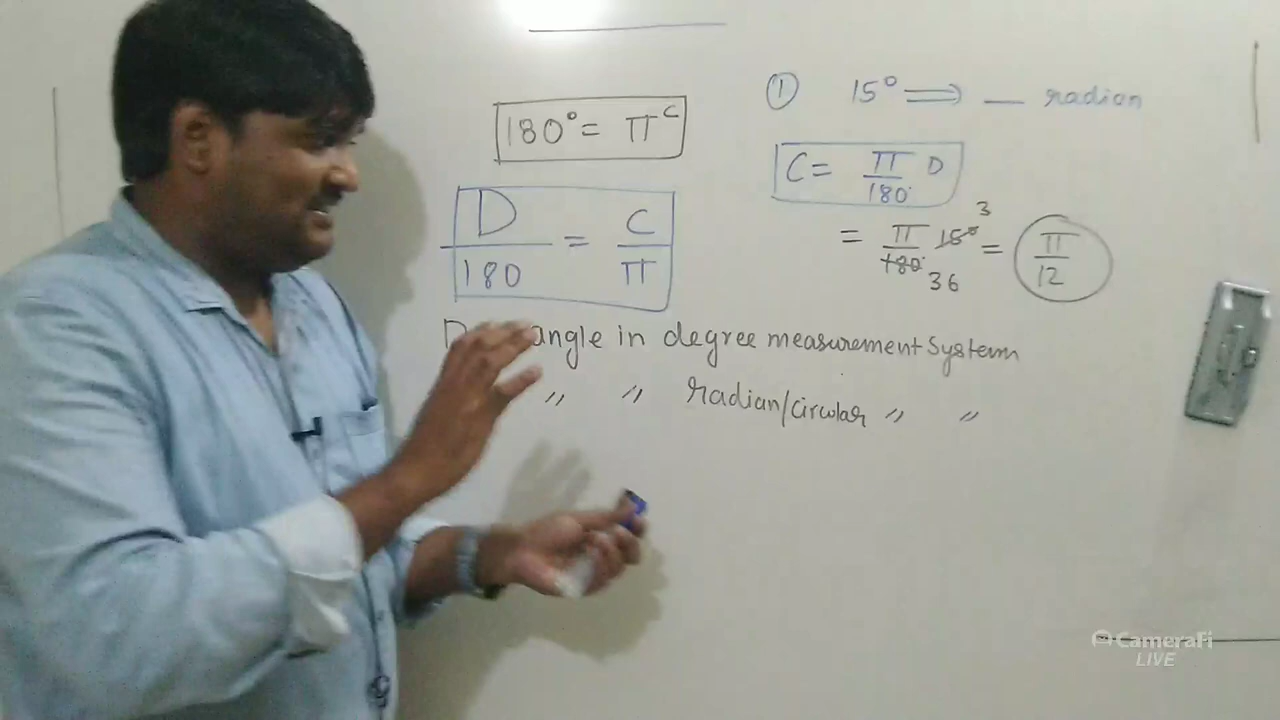 180° = π^c
D/180 = C/π
D angle in degree measurement system
〃 〃 radian/circular 〃 〃
① 15° ⟹ __ radian
C = π/180 D
= π/180 15° = π/12
3
36
CameraFi
LIVE